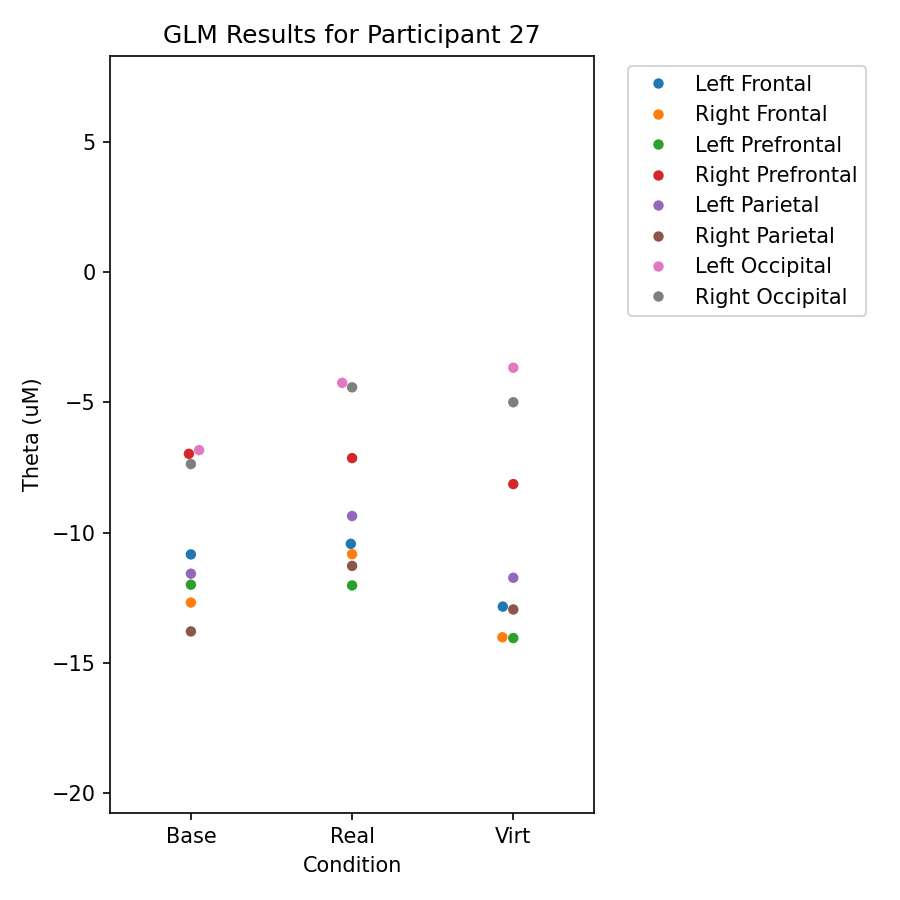 GLM Results for Participant 27
Theta (uM)
5
0
−5
−10
−15
−20
Base
Real
Virt
Condition
Left Frontal
Right Frontal
Left Prefrontal
Right Prefrontal
Left Parietal
Right Parietal
Left Occipital
Right Occipital